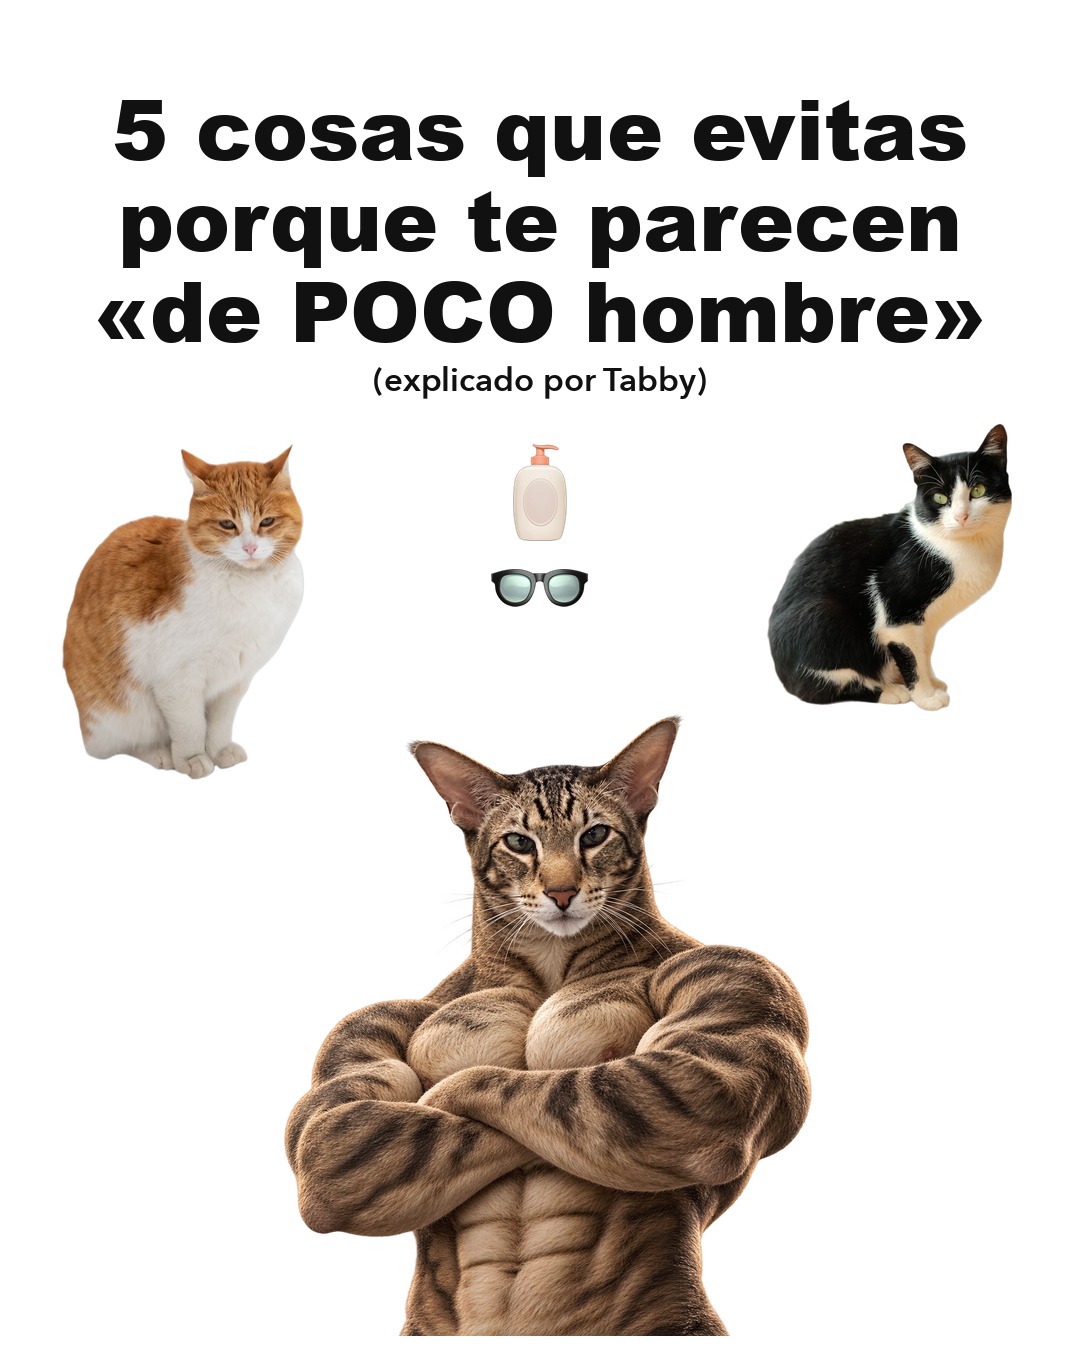 5 cosas que evitas
porque te parecen
«de POCO hombre»
(explicado por Tabby)